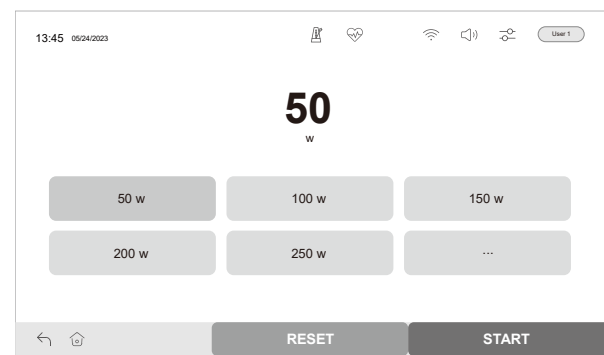 13:45 05/24/2023 User 1
50
w
50 w 100 w 150 w
200 w 250 w ...
RESET START